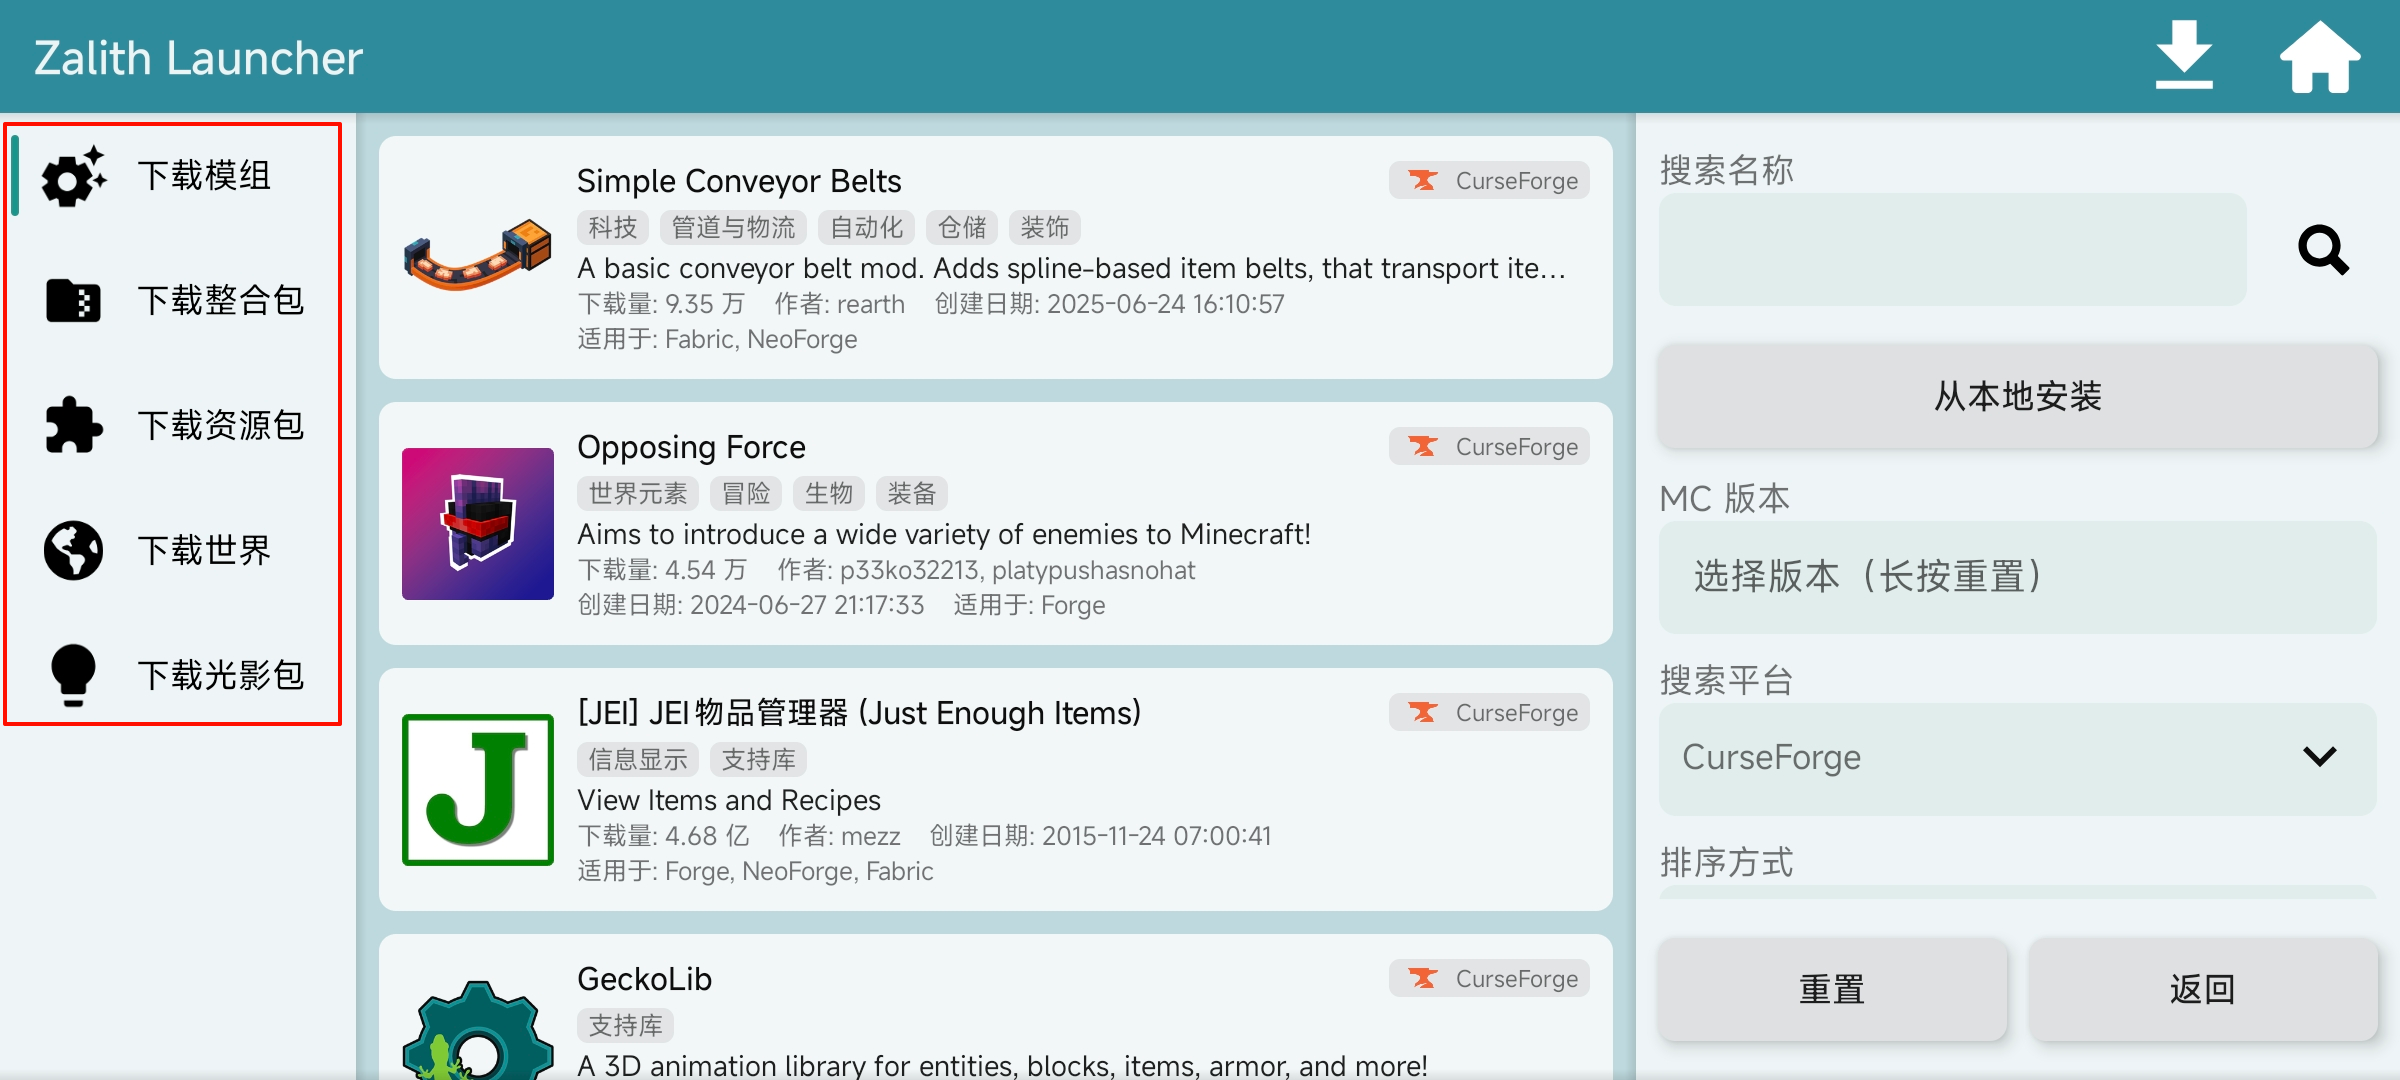 Zalith Launcher
下载模组
下载整合包
下载资源包
下载世界
下载光影包
Simple Conveyor Belts
CurseForge
科技 管道与物流 自动化 仓储 装饰
A basic conveyor belt mod. Adds spline-based item belts, that transport ite...
下载量: 9.35 万 作者: rearth 创建日期: 2025-06-24 16:10:57
适用于: Fabric, NeoForge
Opposing Force
CurseForge
世界元素 冒险 生物 装备
Aims to introduce a wide variety of enemies to Minecraft!
下载量: 4.54 万 作者: p33ko32213, platypushasnohat
创建日期: 2024-06-27 21:17:33 适用于: Forge
[JEI] JEI物品管理器 (Just Enough Items)
CurseForge
信息显示 支持库
View Items and Recipes
下载量: 4.68 亿 作者: mezz 创建日期: 2015-11-24 07:00:41
适用于: Forge, NeoForge, Fabric
GeckoLib
CurseForge
支持库
A 3D animation library for entities, blocks, items, armor, and more!
搜索名称
从本地安装
MC 版本
选择版本（长按重置）
搜索平台
CurseForge
排序方式
重置
返回